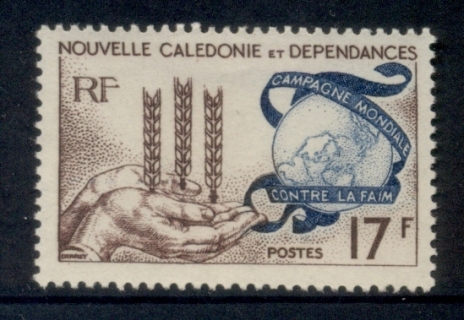 NOUVELLE CALEDONIE ET DEPENDANCES
RF
CAMPAGNE MONDIALE
CONTRE LA FAIM
POSTES
17F